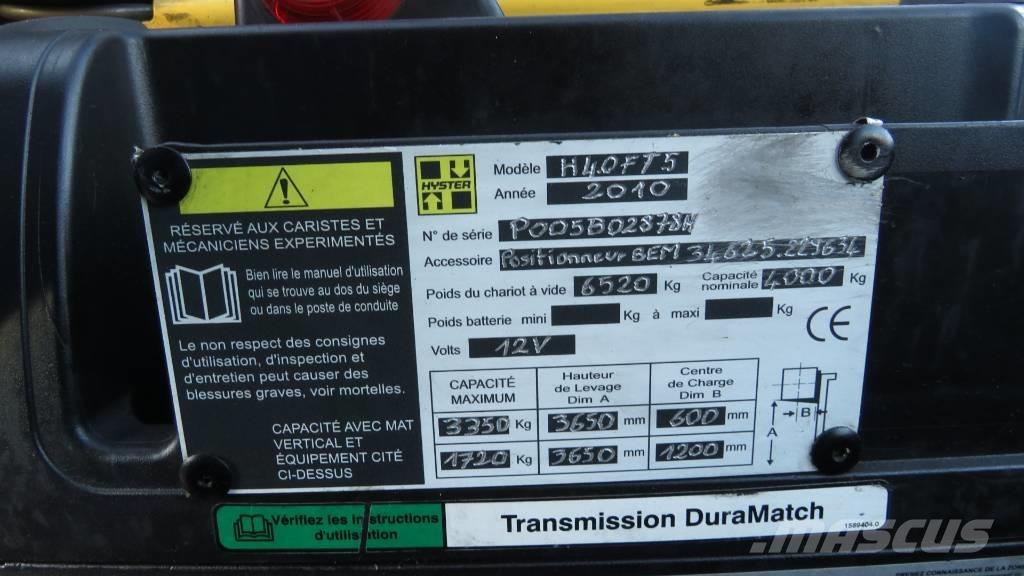 RÉSERVÉ AUX CARISTES ET
MÉCANICIENS EXPERIMENTÉS
Bien lire le manuel d'utilisation
qui se trouve au dos du siège
ou dans le poste de conduite
Le non respect des consignes
d'utilisation, d'inspection et
d'entretien peut causer des
blessures graves, voir mortelles.
CAPACITÉ AVEC MAT
VERTICAL ET
ÉQUIPEMENT CITÉ
CI-DESSUS
HYSTER
Modèle H4.0FT5
Année 2010
N° de série P005B02878H
Accessoire Positionneur BEM
Poids du chariot à vide 6520 Kg Capacité nominale 4000 Kg
Poids batterie mini Kg à maxi Kg
Volts 12V
CE
CAPACITÉ MAXIMUM Hauteur de Levage Dim A Centre de Charge Dim B
3350 Kg 3650 mm 600 mm
1720 Kg 3650 mm 1200 mm
B
A
Vérifiez les instructions
d'utilisation
Transmission DuraMatch
1589404.0
MASCUS